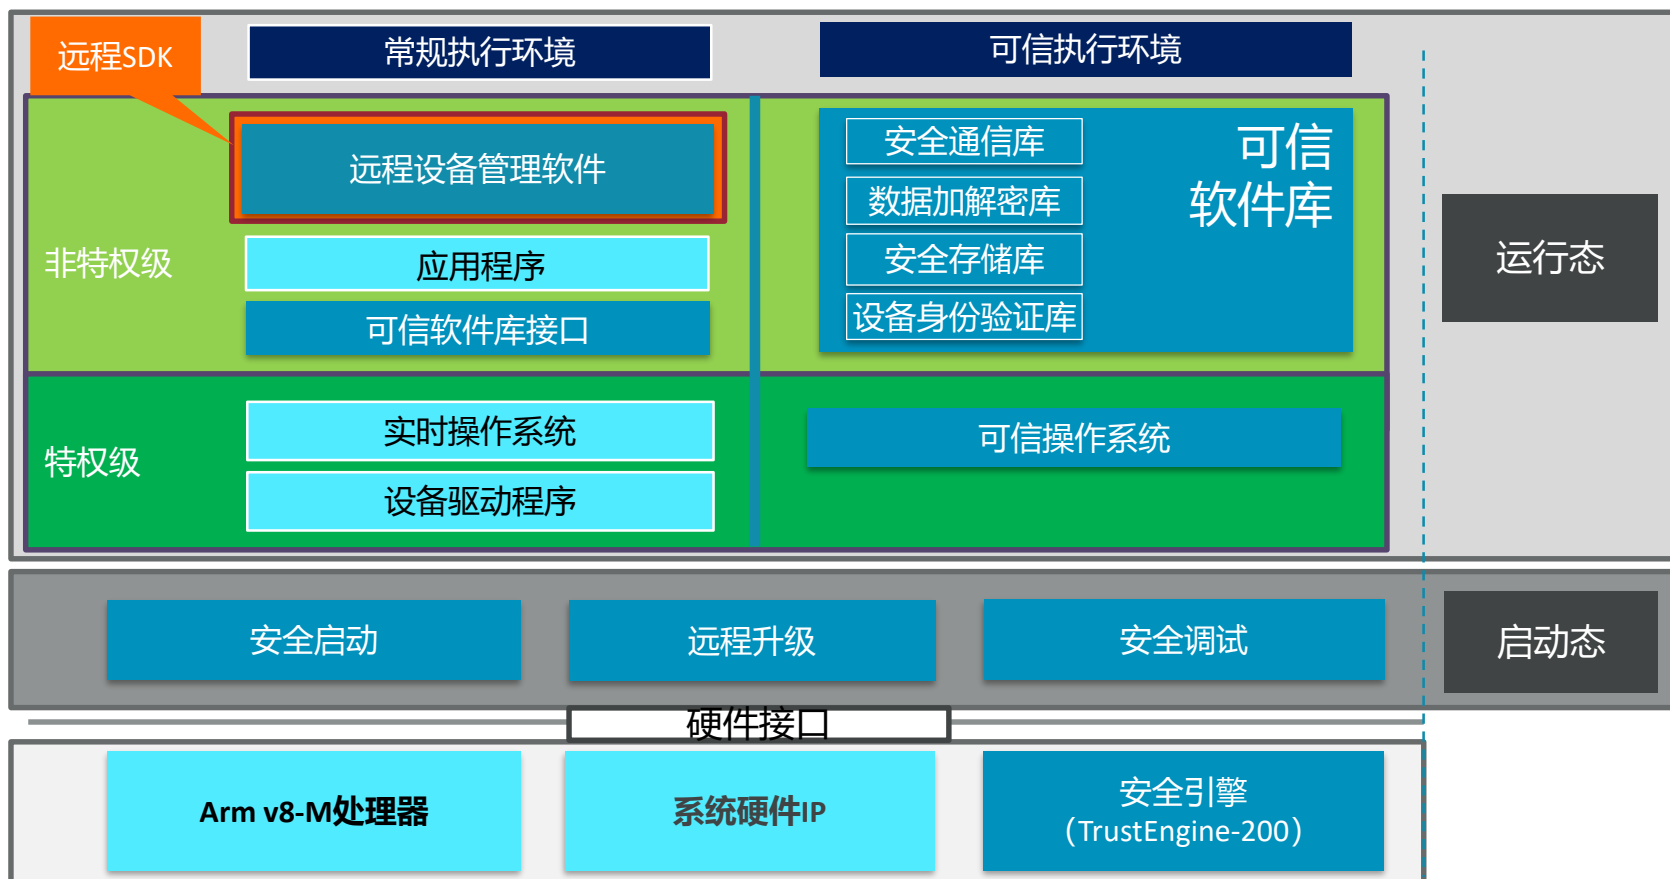 远程SDK
常规执行环境
可信执行环境
远程设备管理软件
安全通信库
可信
软件库
数据加解密库
非特权级
应用程序
安全存储库
运行态
可信软件库接口
设备身份验证库
特权级
实时操作系统
可信操作系统
设备驱动程序
安全启动
远程升级
安全调试
启动态
硬件接口
Arm v8-M处理器
系统硬件IP
安全引擎
（TrustEngine-200）